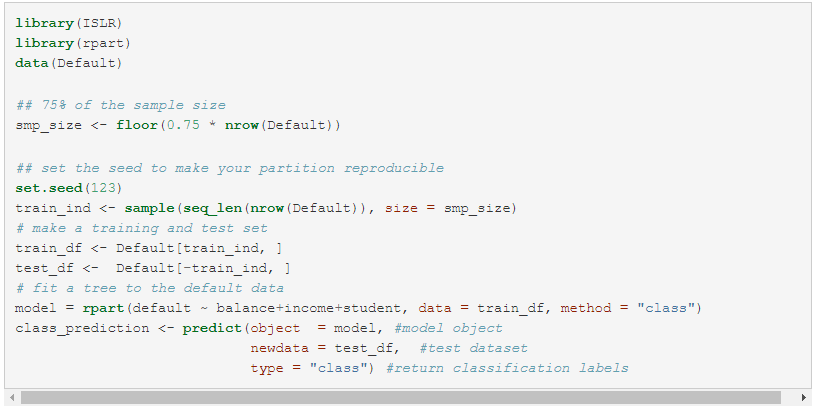 library(ISLR)
library(rpart)
data(Default)
## 75% of the sample size
smp_size <- floor(0.75 * nrow(Default))
## set the seed to make your partition reproducible
set.seed(123)
train_ind <- sample(seq_len(nrow(Default)), size = smp_size)
# make a training and test set
train_df <- Default[train_ind, ]
test_df <-  Default[-train_ind, ]
# fit a tree to the default data
model = rpart(default ~ balance+income+student, data = train_df, method = "class")
class_prediction <- predict(object  = model, #model object
                            newdata = test_df,  #test dataset
                            type = "class") #return classification labels